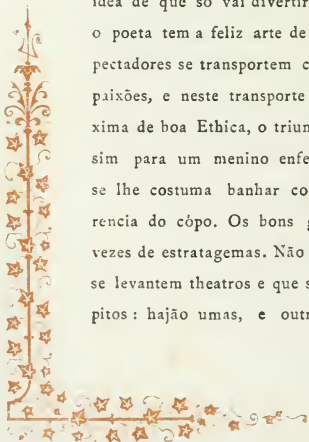 idea de que só vai divertir
o poeta tem a feliz arte de
pectadores se transportem c
paixões, e neste transporte
xima de boa Ethica, o triun
sim para um menino enfe
se lhe costuma banhar co
rencia do cópo. Os bons g
vezes de estratagemas. Não
se levantem theatros e que s
pitos : hajão umas, e outr